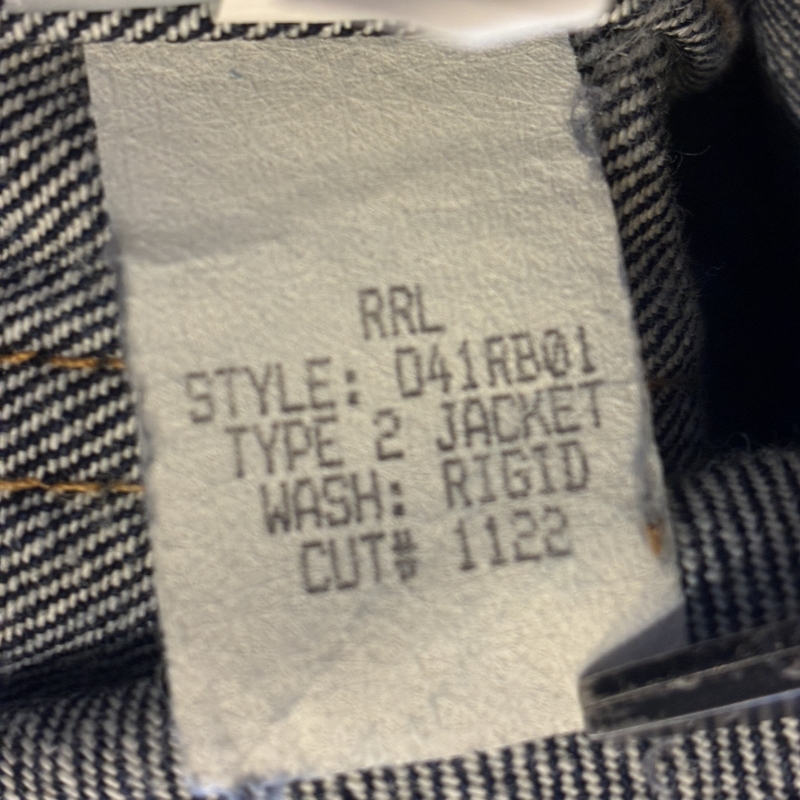 RRL
STYLE: D41RB01
TYPE 2 JACKET
WASH: RIGID
CUT# 1122